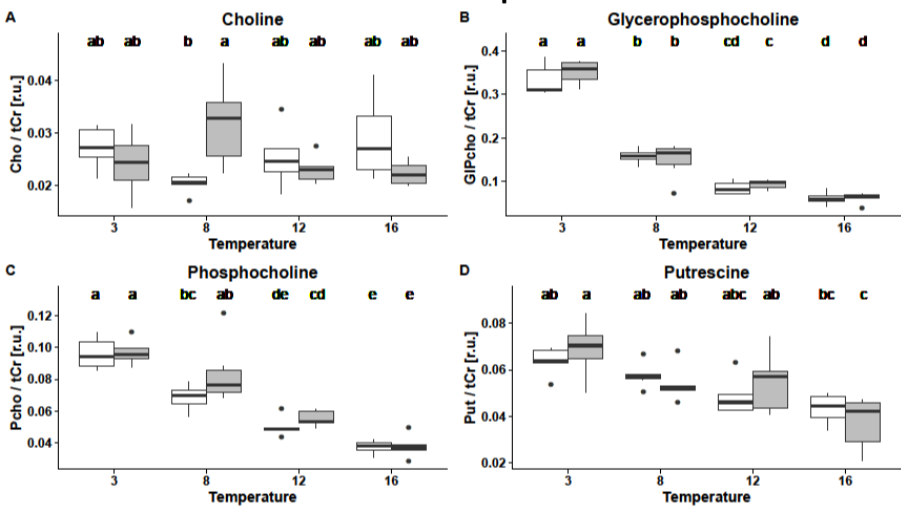 A
Choline
ab ab b a ab ab ab ab
Cho / tCr [r.u.]
0.04
0.03
0.02
3 8 12 16
Temperature
B
Glycerophosphocholine
a a b b cd c d d
GlPcho / tCr [r.u.]
0.4
0.3
0.2
0.1
3 8 12 16
Temperature
C
Phosphocholine
a a bc ab de cd e e
Pcho / tCr [r.u.]
0.12
0.10
0.08
0.06
0.04
3 8 12 16
Temperature
D
Putrescine
ab a ab ab abc ab bc c
Put / tCr [r.u.]
0.08
0.06
0.04
0.02
3 8 12 16
Temperature